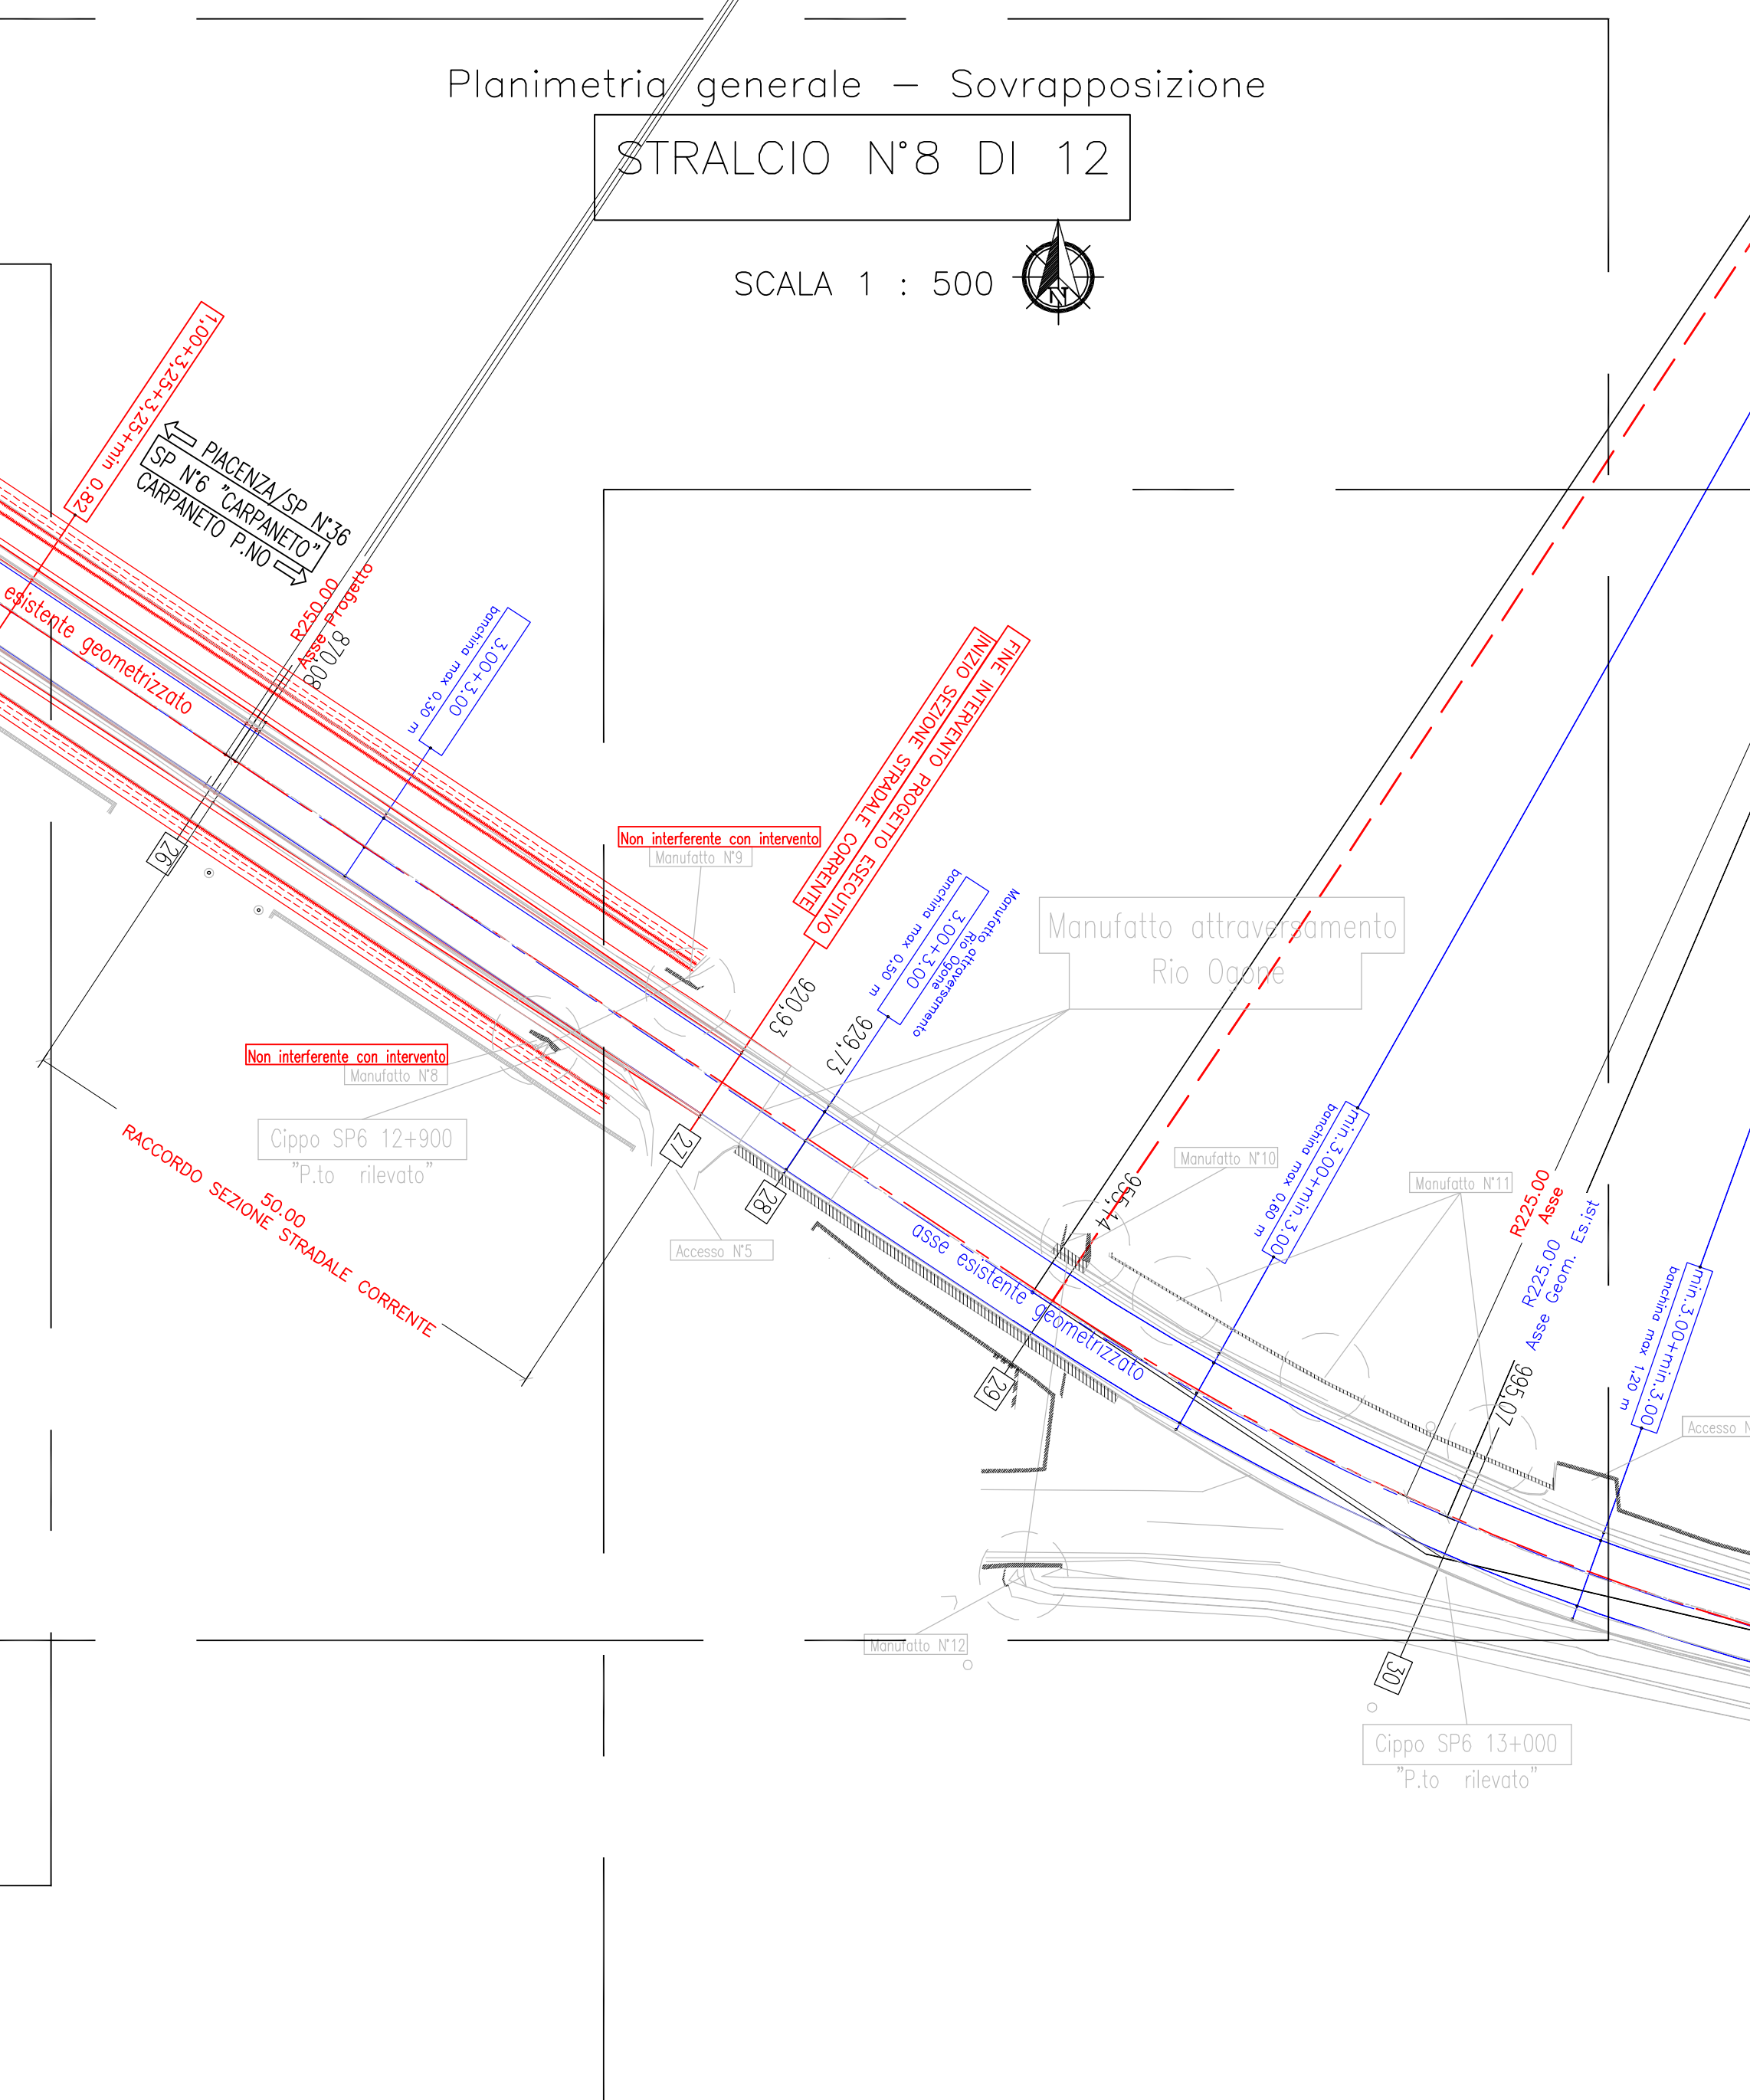 Planimetria generale – Sovrapposizione
STRALCIO N°8 DI 12
SCALA 1 : 500
N
1,00+3,25+3,25+min 0.82
PIACENZA/SP N°36
SP N°6 "CARPANETO"
CARPANETO P.NO
esistente geometrizzato
R250.00
Asse Progetto
870,08
3.00+3.00
banchina max 0,30 m
26
Non interferente con intervento
Manufatto N°9
INIZIO SEZIONE STRADALE CORRENTE
FINE INTERVENTO PROGETTO ESECUTIVO
920,93
929,73
banchina max 0,50 m
3.00+3.00
Manufatto attraversamento
Rio Ogone
Manufatto attraversamento
Rio Ogone
Non interferente con intervento
Manufatto N°8
Cippo SP6 12+900
"P.to rilevato"
RACCORDO SEZIONE STRADALE CORRENTE
50.00
27
28
Accesso N°5
asse esistente geometrizzato
955,14
29
Manufatto N°10
min.3.00+min.3.00
banchina max 0,60 m
Manufatto N°11
R225.00
Asse
R225.00
Asse Geom. Esist
995,07
min.3.00+min.3.00
banchina max 1,20 m
Accesso N
Manufatto N°12
30
Cippo SP6 13+000
"P.to rilevato"